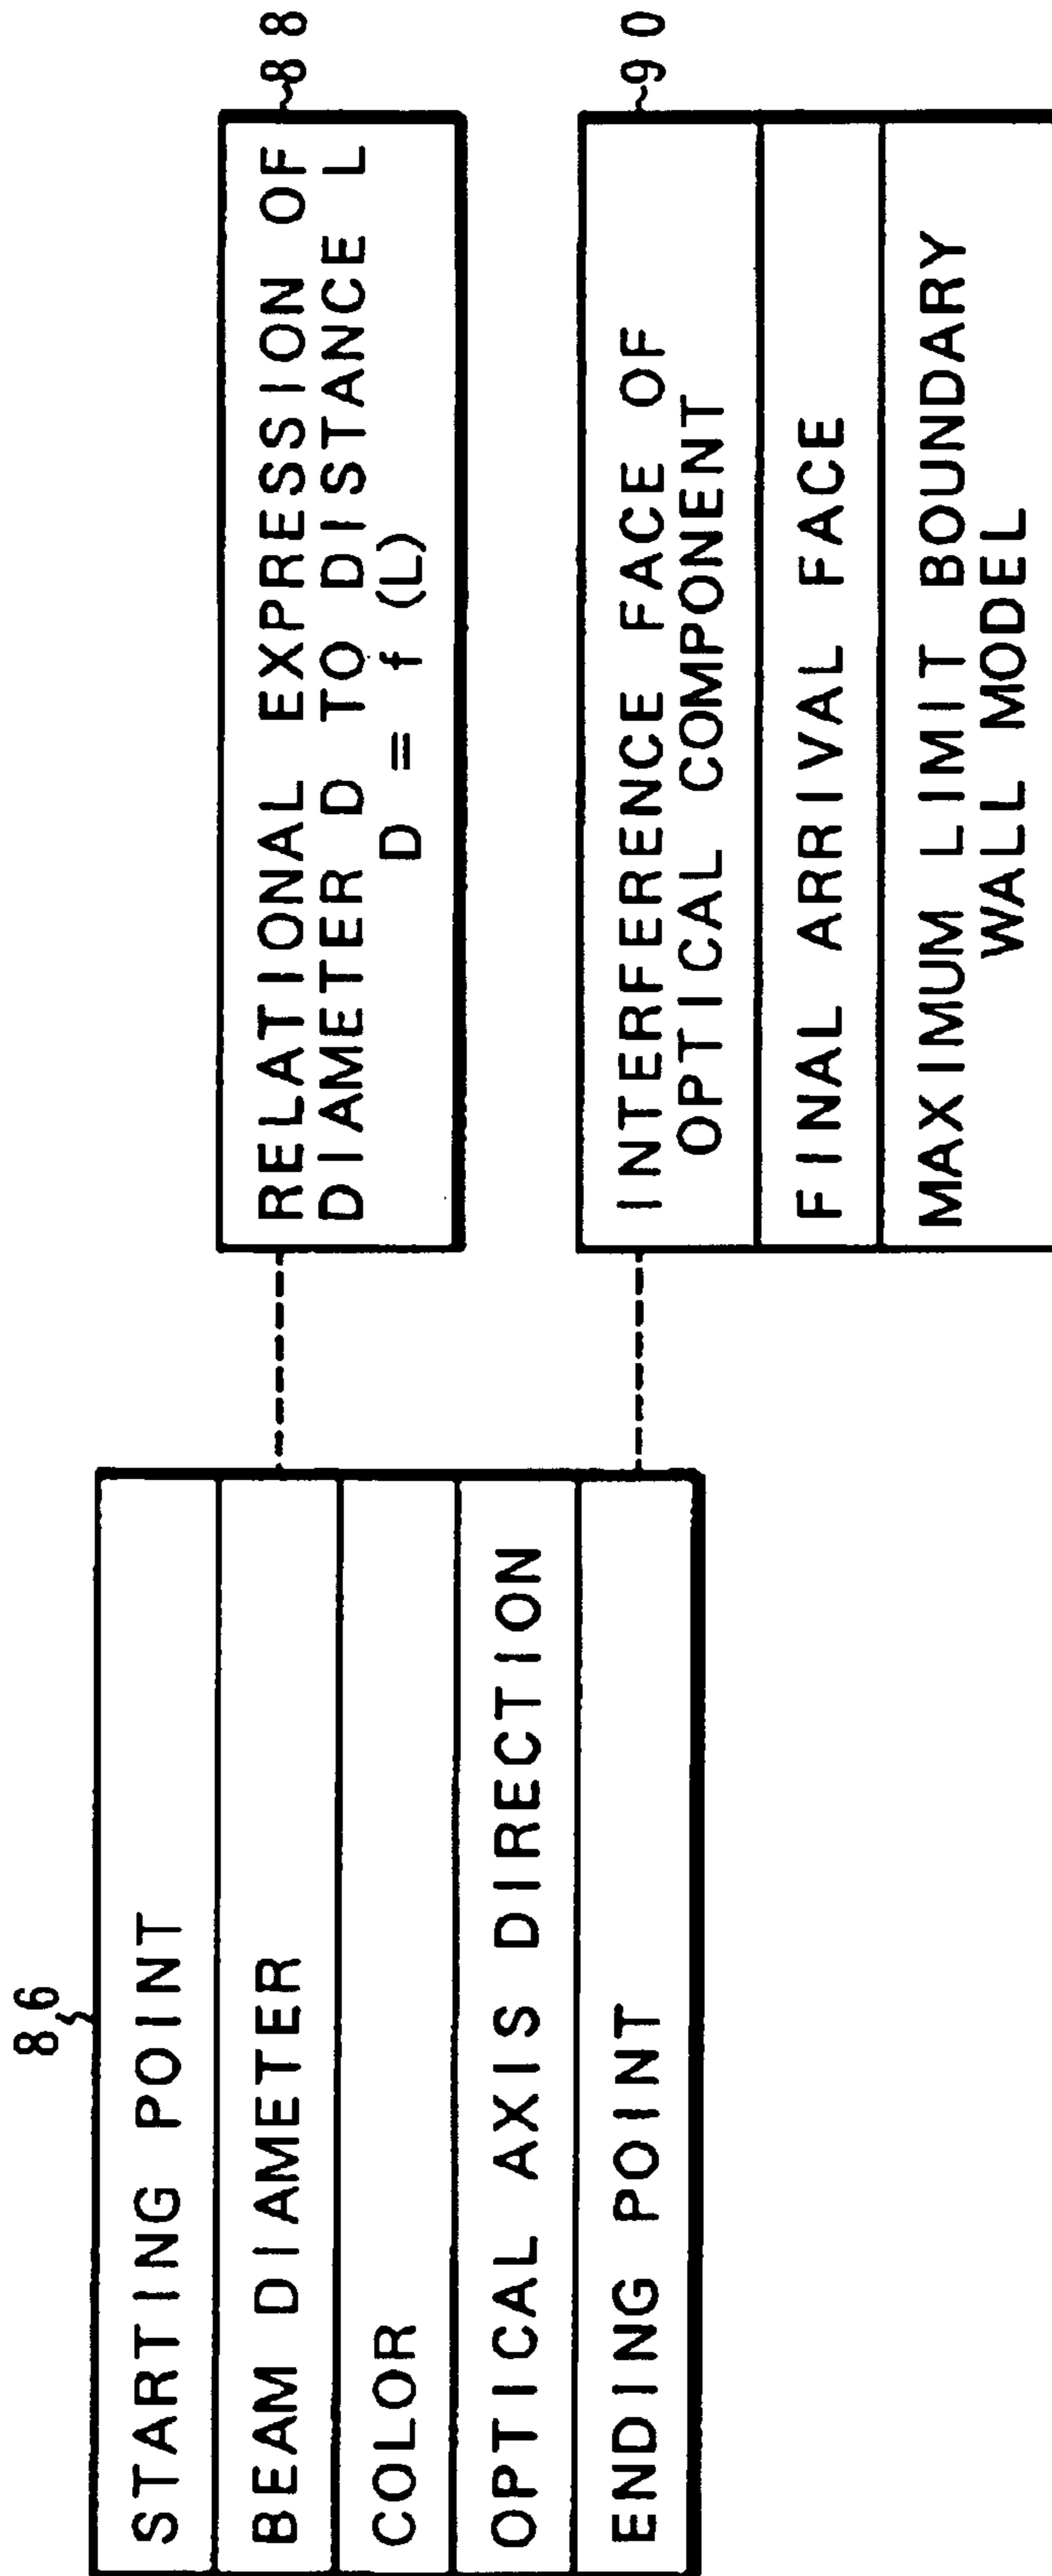 86
STARTING POINT
BEAM DIAMETER
COLOR
OPTICAL AXIS DIRECTION
ENDING POINT
88
RELATIONAL EXPRESSION OF
DIAMETER D TO DISTANCE L
D = f (L)
90
INTERFERENCE FACE OF
OPTICAL COMPONENT
FINAL ARRIVAL FACE
MAXIMUM LIMIT BOUNDARY
WALL MODEL